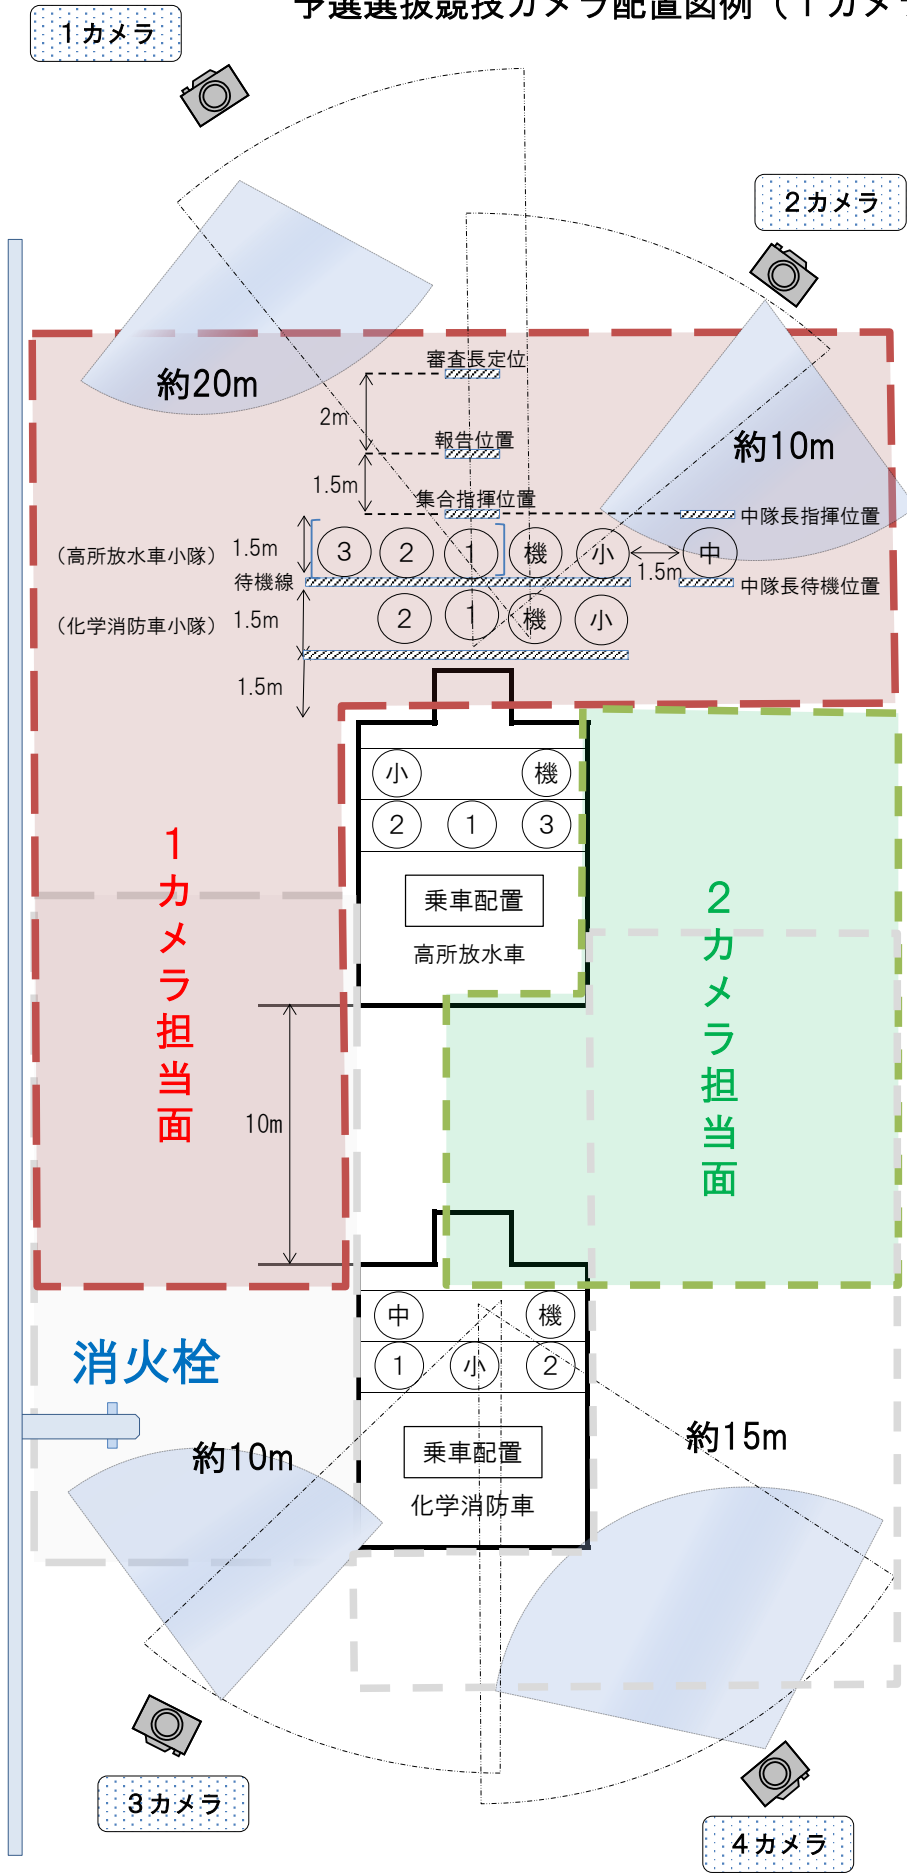 予選選抜競技カメラ配置図例（１カメラ
１カメラ
２カメラ
約20m
審査長定位
2m
報告位置
約10m
1.5m
集合指揮位置
中隊長指揮位置
（高所放水車小隊）
1.5m
3
2
1
機
小
中
1.5m
待機線
中隊長待機位置
（化学消防車小隊）
1.5m
2
1
機
小
1.5m
小
機
2
1
3
乗車配置
高所放水車
１カメラ担当面
２カメラ担当面
10m
中
機
1
小
2
消火栓
乗車配置
化学消防車
約10m
約15m
３カメラ
４カメラ